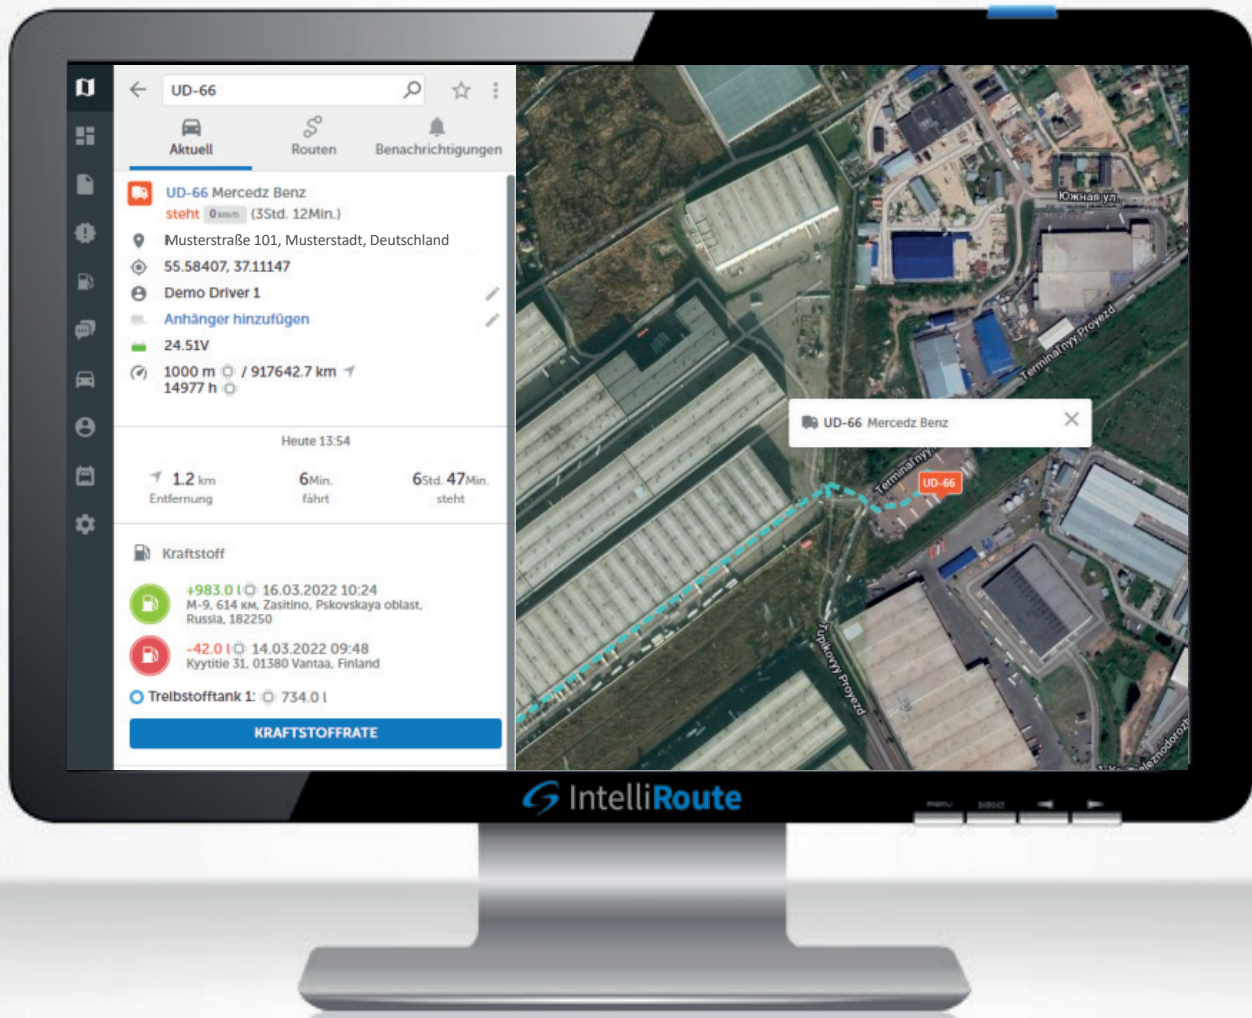 UD-66
Aktuell
Routen
Benachrichtigungen
UD-66 Mercedz Benz
steht 0 km/h (3Std. 12Min.)
Musterstraße 101, Musterstadt, Deutschland
55.58407, 37.11147
Demo Driver 1
Anhänger hinzufügen
24.51V
1000 m / 917642.7 km
14977 h
Heute 13:54
1.2 km
Entfernung
6Min.
fährt
6Std. 47Min.
steht
Kraftstoff
+983.0 l 16.03.2022 10:24
M-9, 614 км, Zasitino, Pskovskaya oblast,
Russia, 182250
-42.0 l 14.03.2022 09:48
Kyytitie 31, 01380 Vantaa, Finland
Treibstofftank 1: 734.0 l
KRAFTSTOFFRATE
Южная ул.
Terminal'nyy Proyezd
UD-66 Mercedz Benz
Terminal'nyy
UD-66
Tupikovyy Proyezd
IntelliRoute
menu
select